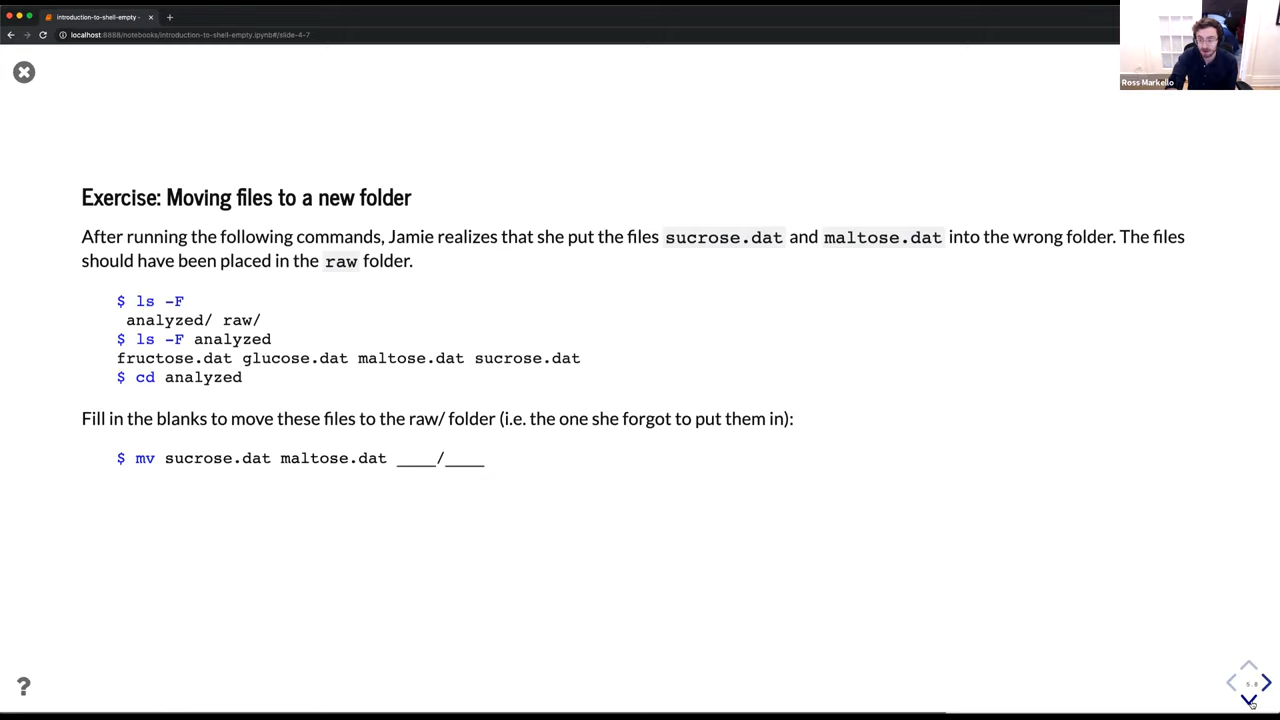 introduction-to-shell-empty -
localhost:8888/notebooks/introduction-to-shell-empty.ipynb#/slide-4-7
Ross Markello
Exercise: Moving files to a new folder
After running the following commands, Jamie realizes that she put the files sucrose.dat and maltose.dat into the wrong folder. The files
should have been placed in the raw folder.
$ ls -F
analyzed/ raw/
$ ls -F analyzed
fructose.dat glucose.dat maltose.dat sucrose.dat
$ cd analyzed
Fill in the blanks to move these files to the raw/ folder (i.e. the one she forgot to put them in):
$ mv sucrose.dat maltose.dat ____/____
?
5.8